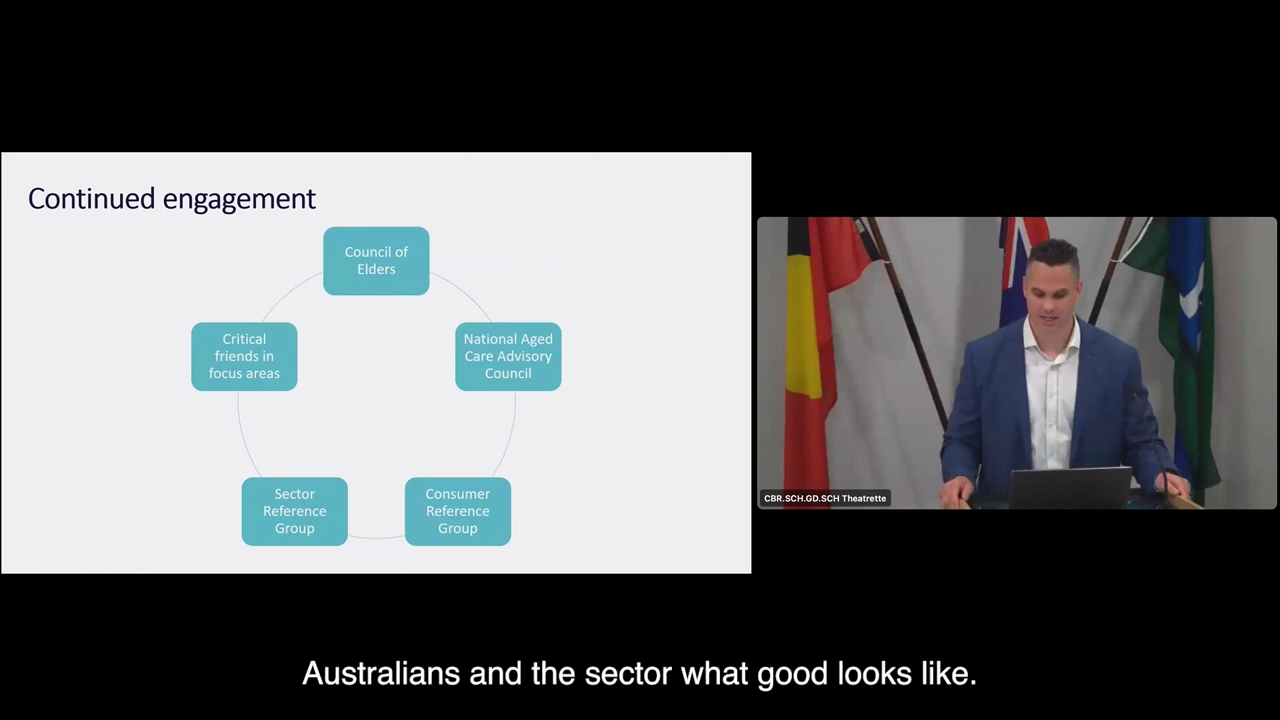 Continued engagement
Council of
Elders
Critical
friends in
focus areas
National Aged
Care Advisory
Council
Sector
Reference
Group
Consumer
Reference
Group
CBR.SCH.GD.SCH Theatrette
Australians and the sector what good looks like.